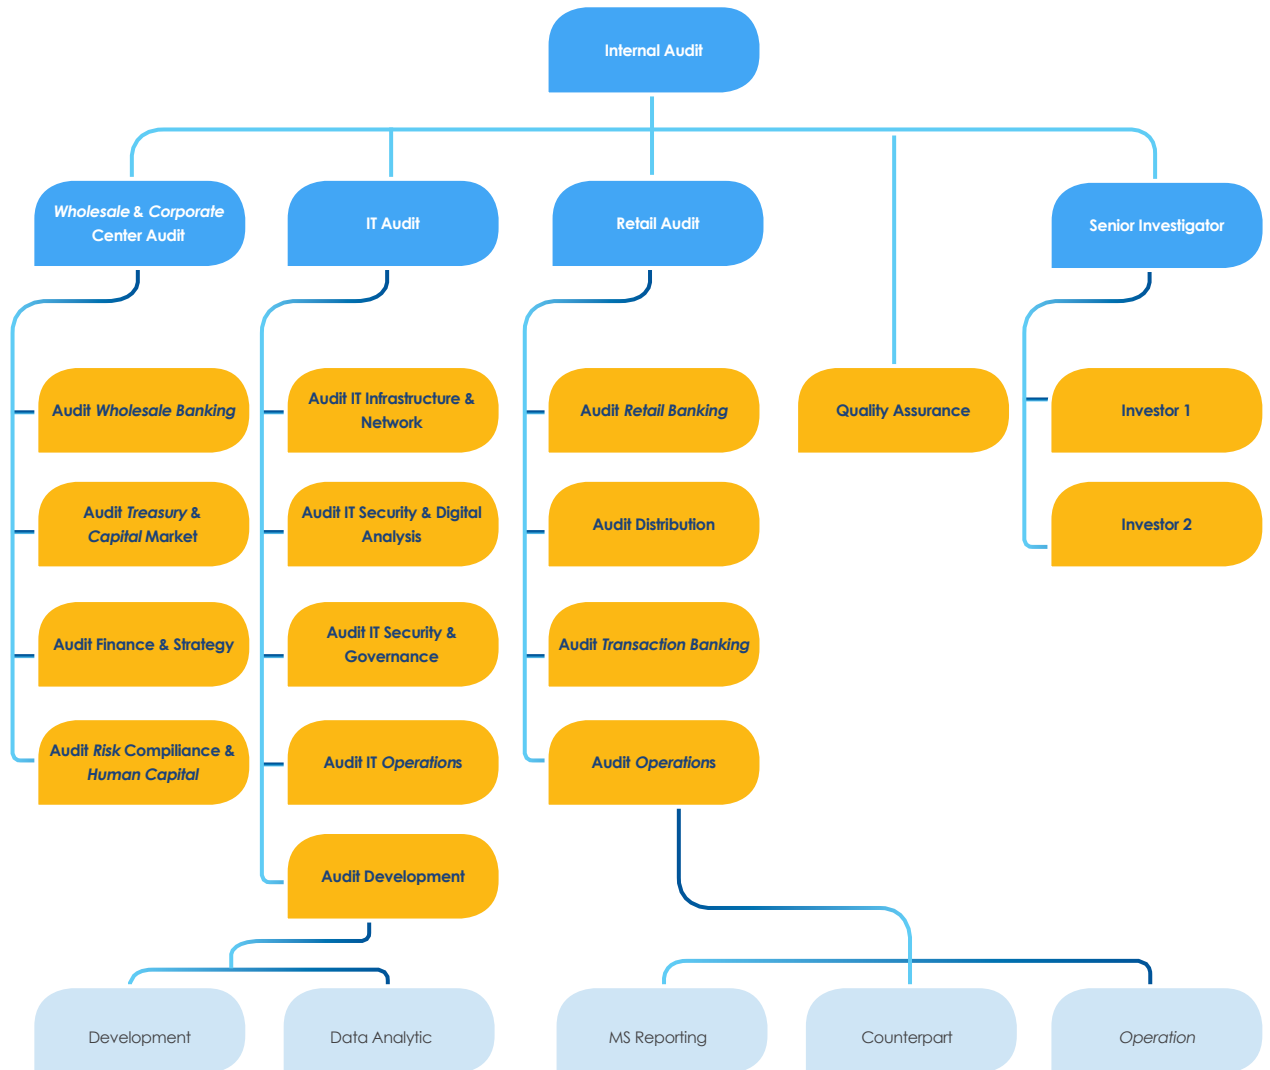 Internal Audit
Wholesale & Corporate
Center Audit
IT Audit
Retail Audit
Senior Investigator
Audit Wholesale Banking
Audit IT Infrastructure &
Network
Audit Retail Banking
Quality Assurance
Investor 1
Audit Treasury &
Capital Market
Audit IT Security & Digital
Analysis
Audit Distribution
Investor 2
Audit Finance & Strategy
Audit IT Security &
Governance
Audit Transaction Banking
Audit Risk Compiliance &
Human Capital
Audit IT Operations
Audit Operations
Audit Development
Development
Data Analytic
MS Reporting
Counterpart
Operation